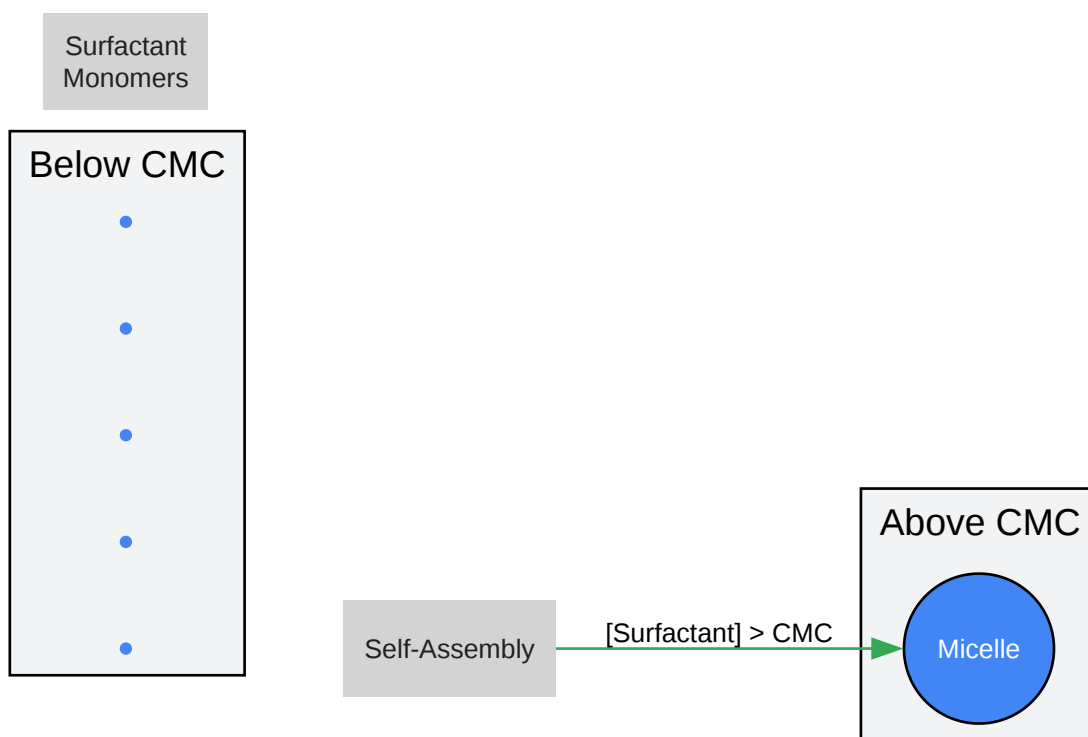 Surfactant
Monomers
Below CMC
Above CMC
Self-Assembly
[Surfactant] > CMC
Micelle